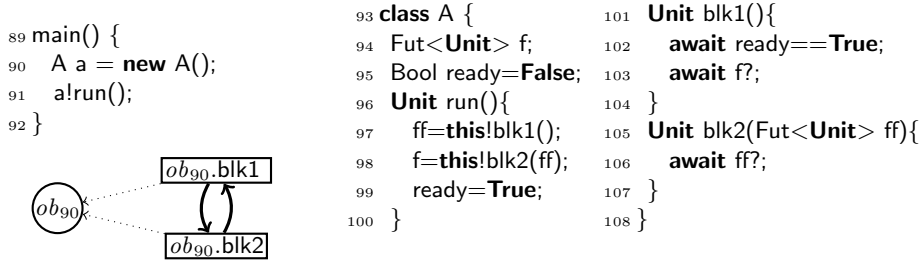 89 main() {
90 A a = new A();
91 a!run();
92 }
ob90
ob90.blk1
ob90.blk2
93 class A {
94 Fut<Unit> f;
95 Bool ready=False;
96 Unit run(){
97 ff=this!blk1();
98 f=this!blk2(ff);
99 ready=True;
100 }
101 Unit blk1(){
102 await ready==True;
103 await f?;
104 }
105 Unit blk2(Fut<Unit> ff){
106 await ff?;
107 }
108 }